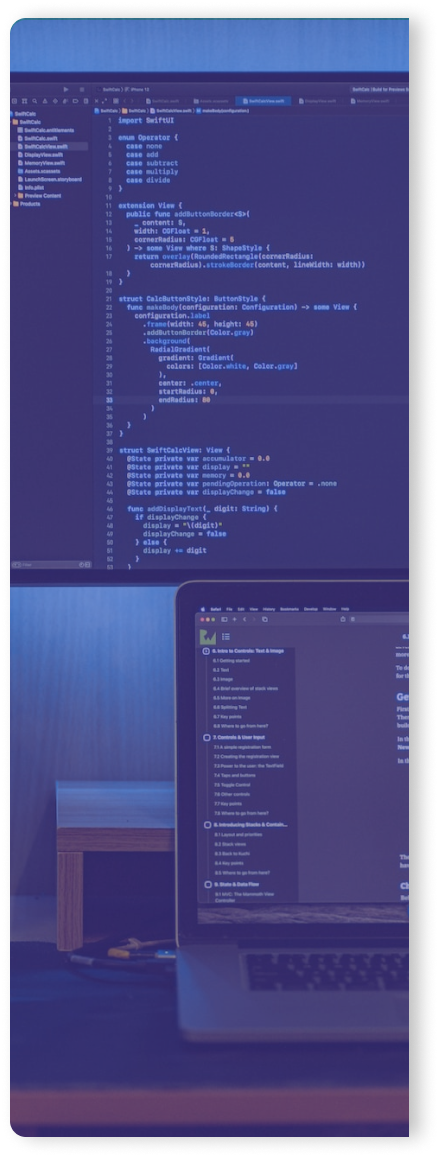 SwiftCalc
iPhone 13
SwiftCalc
SwiftCalc
SwiftCalc.entitlements
SwiftCalc.swift
SwiftCalcView.swift
DisplayView.swift
MemoryView.swift
Assets.xcassets
LaunchScreen.storyboard
Info.plist
Preview Content
Products
1 import SwiftUI
2
3 enum Operator {
4 case none
5 case add
6 case subtract
7 case multiply
8 case divide
9 }
10
11 extension View {
12 public func addButtonBorder<S>(
13 _ content: S,
14 width: CGFloat = 1,
15 cornerRadius: CGFloat = 5
16 ) -> some View where S: ShapeStyle {
17 return overlay(RoundedRectangle(cornerRadius:
cornerRadius).strokeBorder(content, lineWidth: width))
18 }
19 }
20
21 struct CalcButtonStyle: ButtonStyle {
22 func makeBody(configuration: Configuration) -> some View {
23 configuration.label
24 .frame(width: 45, height: 45)
25 .addButtonBorder(Color.gray)
26 .background(
27 RadialGradient(
28 gradient: Gradient(
29 colors: [Color.white, Color.gray]
30 ),
31 center: .center,
32 startRadius: 0,
33 endRadius: 80
34 )
35 )
36 }
37 }
38
39 struct SwiftCalcView: View {
40 @State private var accumulator = 0.0
41 @State private var display = ""
42 @State private var memory = 0.0
43 @State private var pendingOperation: Operator = .none
44 @State private var displayChange = false
45
46 func addDisplayText(_ digit: String) {
47 if displayChange {
48 display = "\(digit)"
49 displayChange = false
50 } else {
51 display += digit
52 }
53 }
Safari File Edit View History Bookmarks Develop Window Help
6. Intro to Controls: Text & Image
6.1 Getting started
6.2 Text
6.3 Image
6.4 Brief overview of stack views
6.5 More on Image
6.6 Splitting Text
6.7 Key points
6.8 Where to go from here?
7. Controls & User Input
7.1 A simple registration form
7.2 Creating the registration view
7.3 Power to the user: the TextField
7.4 Taps and buttons
7.5 Toggle Control
7.6 Other controls
7.7 Key points
7.8 Where to go from here?
8. Introducing Stacks & Contain...
8.1 Layout and priorities
8.2 Stack views
8.3 Back to Kuchi
8.4 Key points
8.5 Where to go from here?
9. State & Data Flow
9.1 MVC: The Mammoth View
Controller